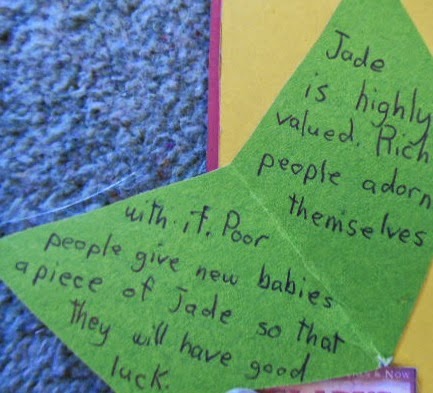 Jade
is highly
valued. Rich
people adorn
themselves
with it. Poor
people give new babies
a piece of jade so that
they will have good
luck.
& Now